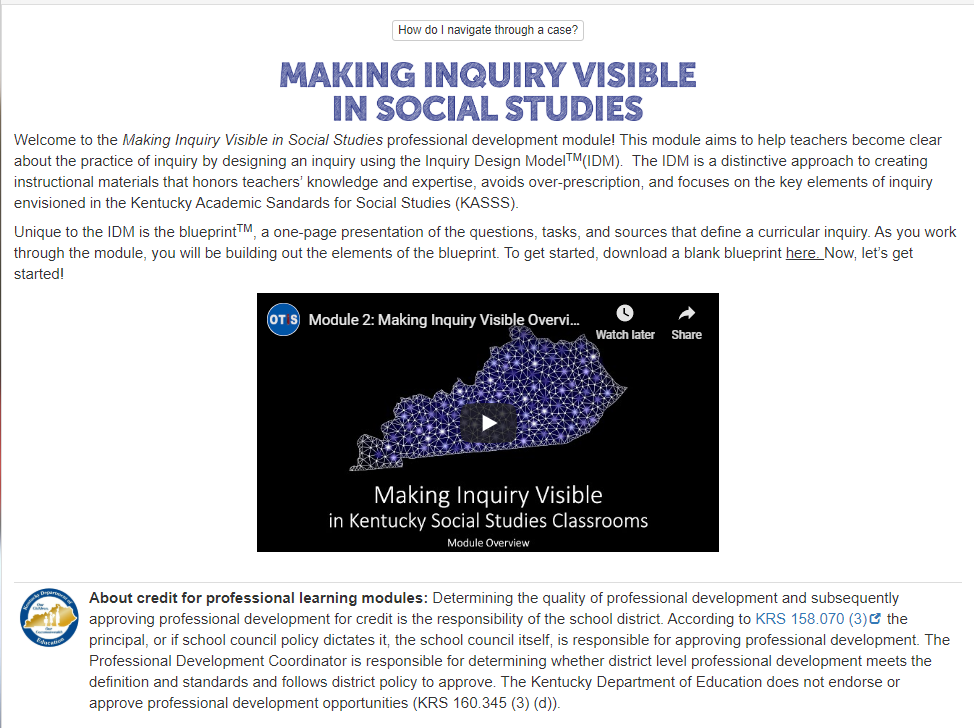 How do I navigate through a case?
MAKING INQUIRY VISIBLE
IN SOCIAL STUDIES
Welcome to the Making Inquiry Visible in Social Studies professional development module! This module aims to help teachers become clear
about the practice of inquiry by designing an inquiry using the Inquiry Design Model™(IDM).  The IDM is a distinctive approach to creating
instructional materials that honors teachers’ knowledge and expertise, avoids over-prescription, and focuses on the key elements of inquiry
envisioned in the Kentucky Academic Sandards for Social Studies (KASSS).
Unique to the IDM is the blueprint™, a one-page presentation of the questions, tasks, and sources that define a curricular inquiry. As you work
through the module, you will be building out the elements of the blueprint. To get started, download a blank blueprint here. Now, let’s get
started!
OTIS
Module 2: Making Inquiry Visible Overvi...
Watch later
Share
Making Inquiry Visible
in Kentucky Social Studies Classrooms
Module Overview
Kentucky Department of
Education
About credit for professional learning modules: Determining the quality of professional development and subsequently
approving professional development for credit is the responsibility of the school district. According to KRS 158.070 (3) the
principal, or if school council policy dictates it, the school council itself, is responsible for approving professional development. The
Professional Development Coordinator is responsible for determining whether district level professional development meets the
definition and standards and follows district policy to approve. The Kentucky Department of Education does not endorse or
approve professional development opportunities (KRS 160.345 (3) (d)).